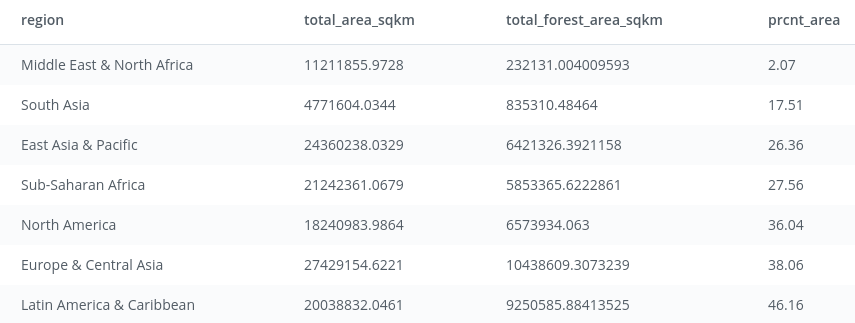 region total_area_sqkm total_forest_area_sqkm prcnt_area
Middle East & North Africa 11211855.9728 232131.004009593 2.07
South Asia 4771604.0344 835310.48464 17.51
East Asia & Pacific 24360238.0329 6421326.3921158 26.36
Sub-Saharan Africa 21242361.0679 5853365.6222861 27.56
North America 18240983.9864 6573934.063 36.04
Europe & Central Asia 27429154.6221 10438609.3073239 38.06
Latin America & Caribbean 20038832.0461 9250585.88413525 46.16